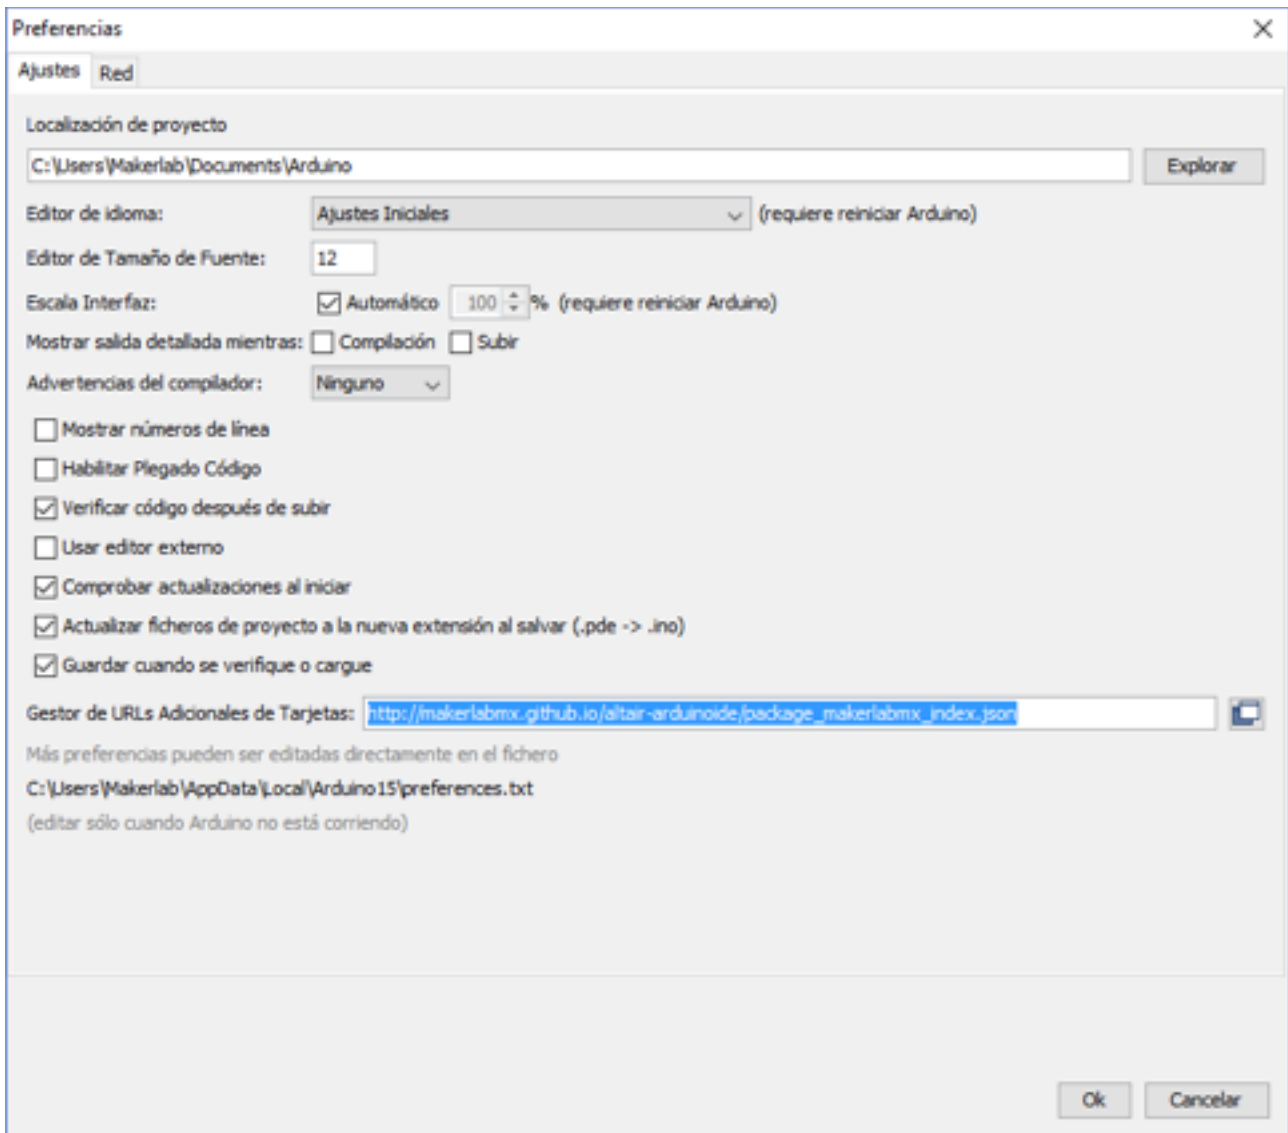 Preferencias
Ajustes Red
Localización de proyecto
C:\Users\Makerlab\Documents\Arduino Explorar
Editor de idioma: Ajustes Iniciales (requiere reiniciar Arduino)
Editor de Tamaño de Fuente: 12
Escala Interfaz: Automático 100 % (requiere reiniciar Arduino)
Mostrar salida detallada mientras: Compilación Subir
Advertencias del compilador: Ninguno
Mostrar números de línea
Habilitar Plegado Código
Verificar código después de subir
Usar editor externo
Comprobar actualizaciones al iniciar
Actualizar ficheros de proyecto a la nueva extensión al salvar (.pde -> .ino)
Guardar cuando se verifique o cargue
Gestor de URLs Adicionales de Tarjetas: http://makerlabmx.github.io/altair-arduinoide/package_makerlabmx_index.json
Más preferencias pueden ser editadas directamente en el fichero
C:\Users\Makerlab\AppData\Local\Arduino15\preferences.txt
(editar sólo cuando Arduino no está corriendo)
Ok Cancelar